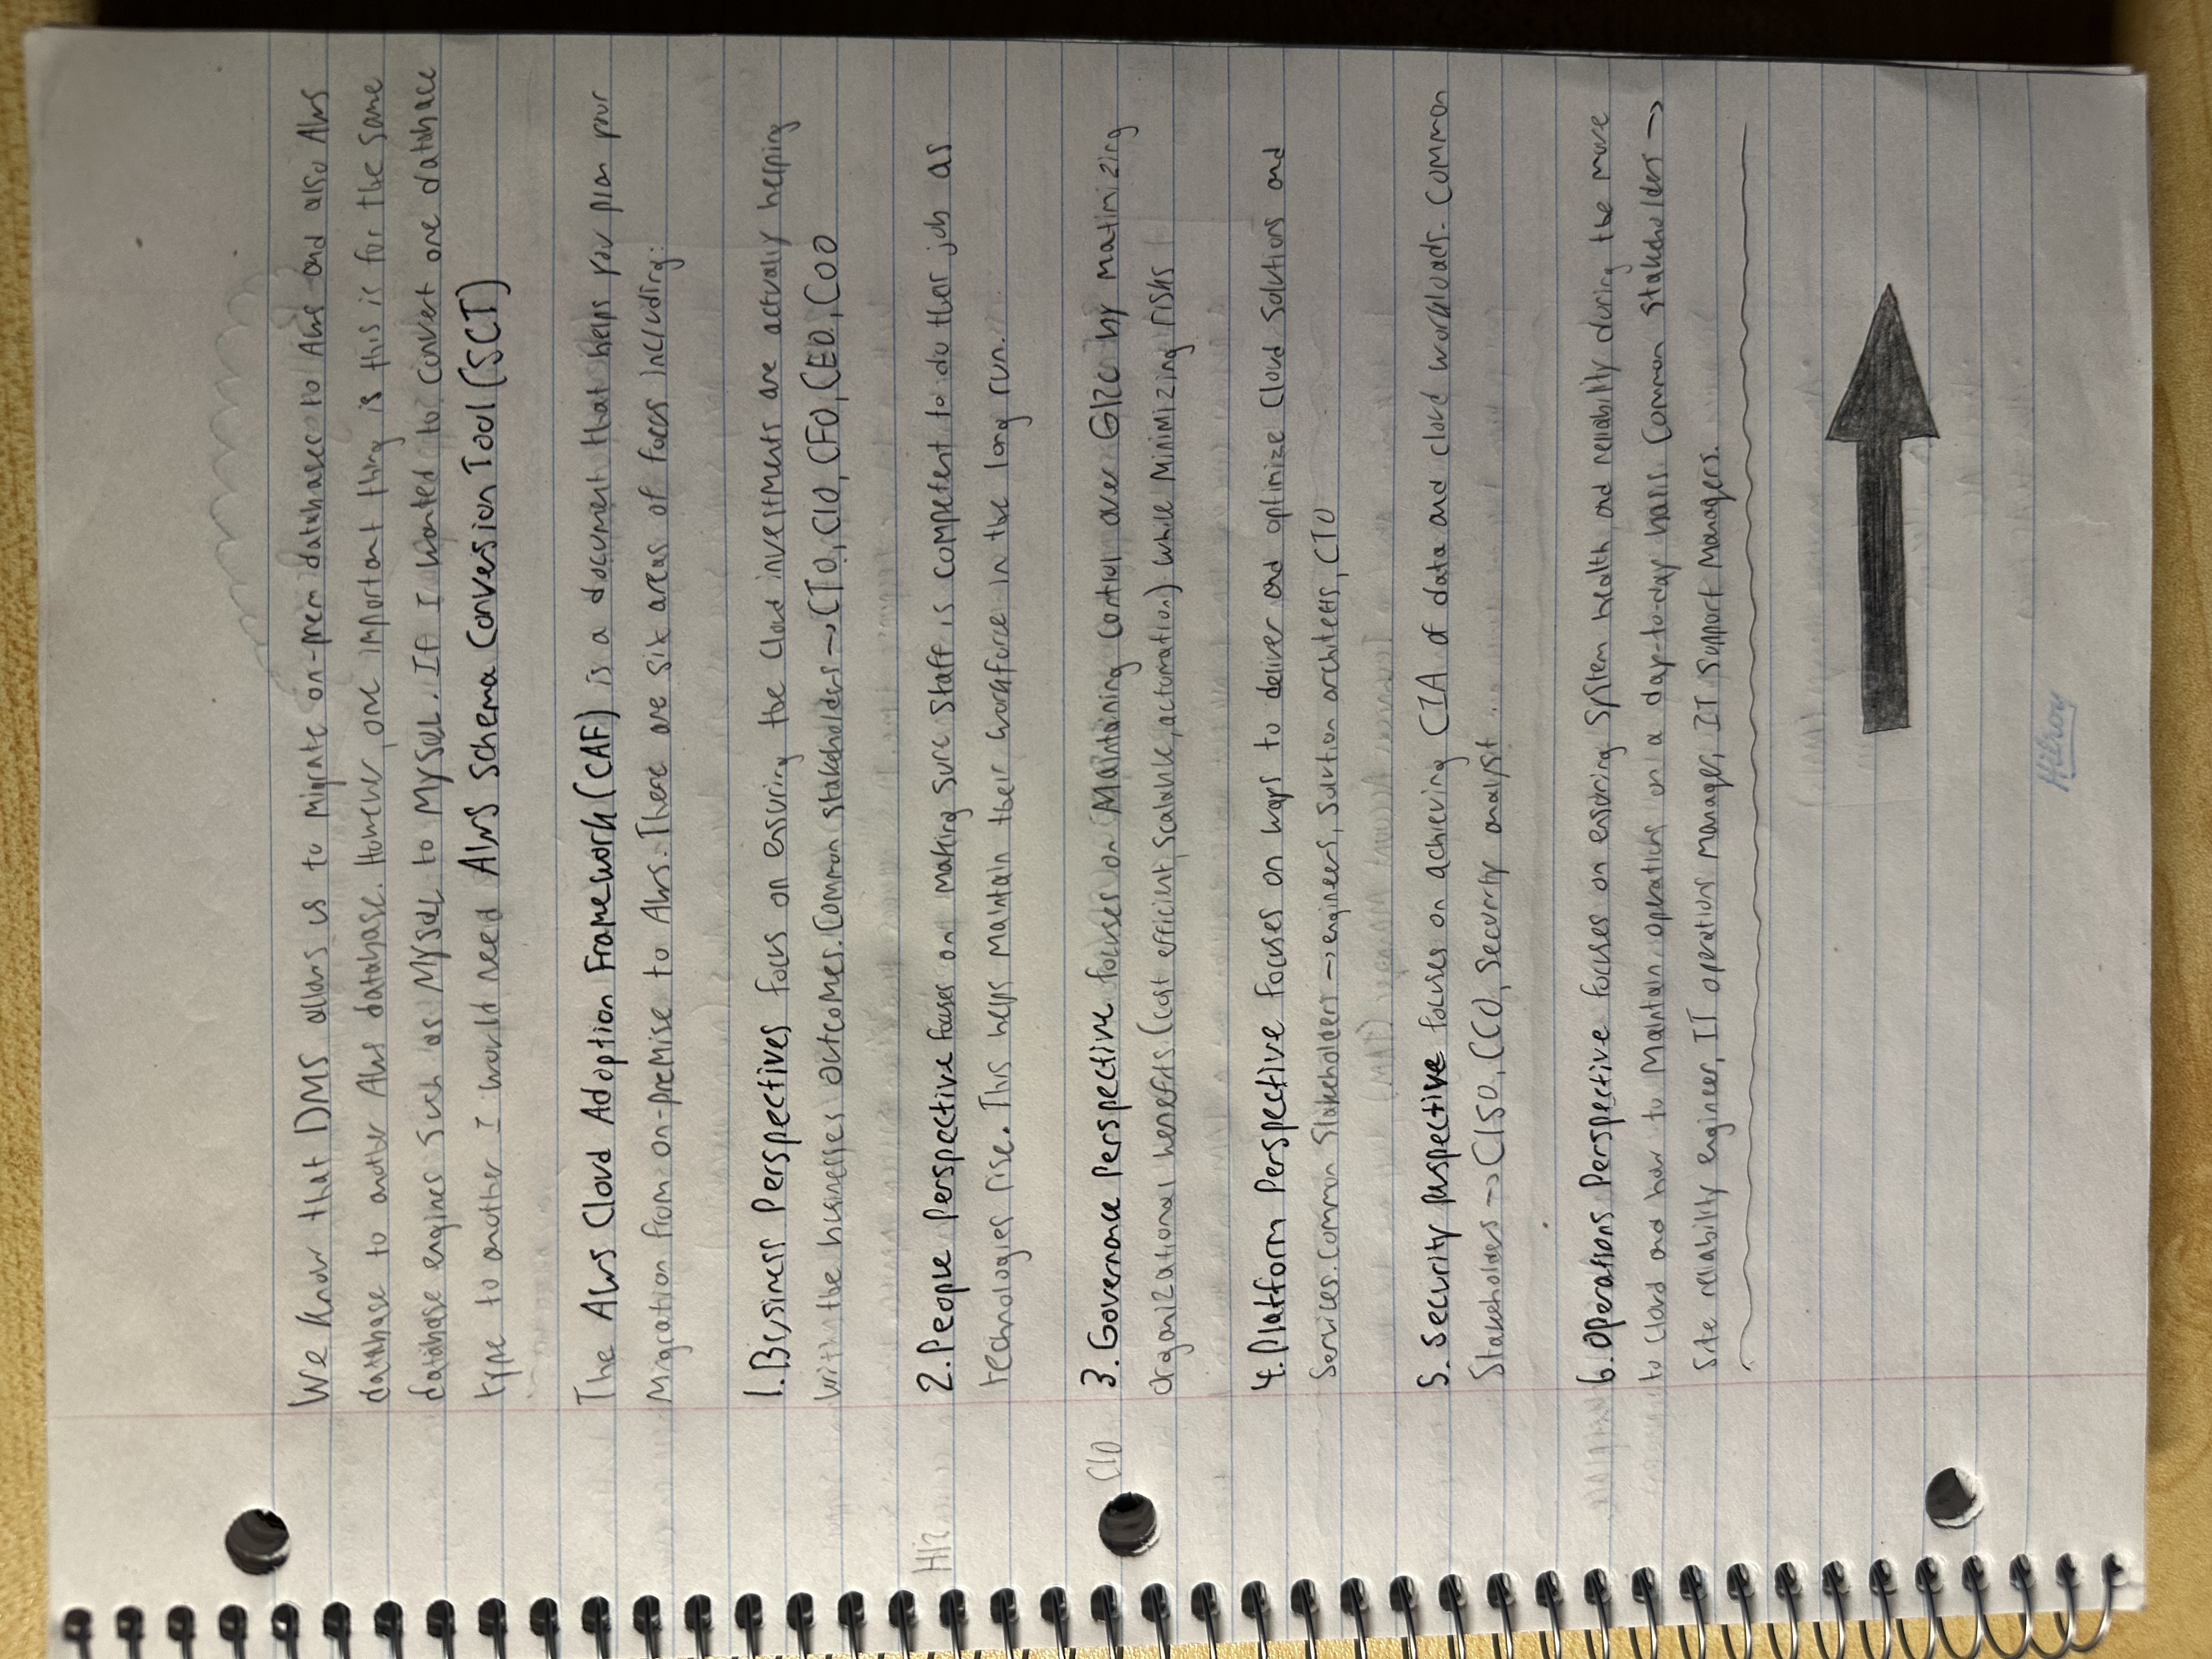 We know that DMS allows us to migrate on-prem databases to AWS and also AWS
database to another AWS database. However, one important thing is this is for the same
database engines such as MySQL to MySQL. If I wanted to convert one database
type to another I would need AWS Schema Conversion Tool (SCT)
The AWS Cloud Adoption Framework (CAF) is a document that helps you plan your
Migration from on-premise to AWS. There are six areas of focus including:
1. Business Perspectives focus on ensuring the cloud investments are actually helping
with the businesses outcomes. Common stakeholders → CTO, CIO, CFO, CEO, COO
HR 2. People Perspective focuses on making sure staff is competent to do their job as
technologies rise. This helps maintain their workforce in the long run.
CIO 3. Governance Perspective focuses on Maintaining control over GRC by maximizing
organizational benefits (cost efficient, scalable, automation) while minimizing risks
4. Platform Perspective focuses on ways to deliver and optimize cloud solutions and
services. Common Stakeholders → engineers, solution architects, CTO
5. Security perspective focuses on achieving CIA of data and cloud workloads. Common
Stakeholders → CISO, CCO, Security analyst
6. Operations Perspective focuses on ensuring system health and reliability during the move
to cloud and how to maintain operations on a day-to-day basis. Common Stakeholders →
Site reliability engineer, IT operations manager, IT support managers.
Hilroy